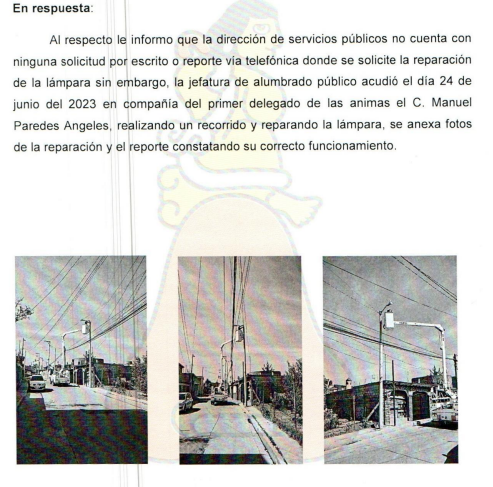 En respuesta:
Al respecto le informo que la dirección de servicios públicos no cuenta con
ninguna solicitud por escrito o reporte vía telefónica donde se solicite la reparación
de la lámpara sin embargo, la jefatura de alumbrado público acudió el día 24 de
junio del 2023 en compañía del primer delegado de las animas el C. Manuel
Paredes Angeles, realizando un recorrido y reparando la lámpara, se anexa fotos
de la reparación y el reporte constatando su correcto funcionamiento.